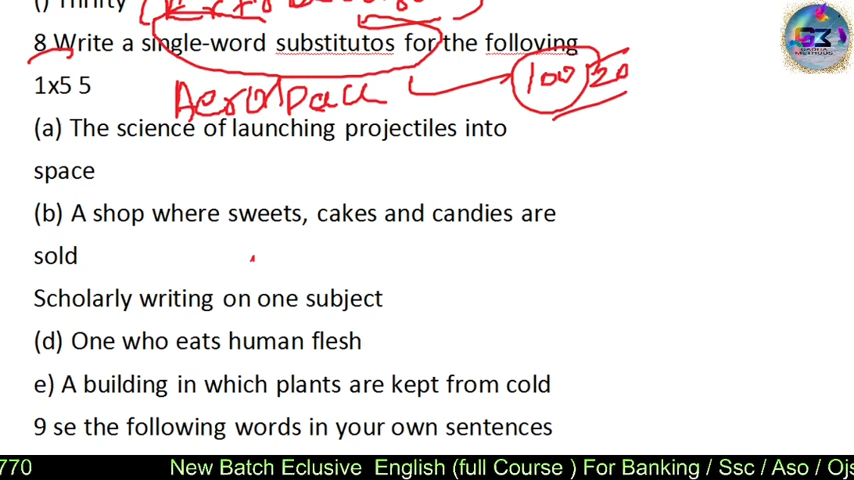 () Thrifty
8 Write a single-word substitutos for the folloving
1x5 5
Aerospace
100 20
(a) The science of launching projectiles into
space
(b) A shop where sweets, cakes and candies are
sold
Scholarly writing on one subject
(d) One who eats human flesh
e) A building in which plants are kept from cold
9 se the following words in your own sentences
770 New Batch Eclusive English (full Course ) For Banking / Ssc / Aso / Ojs